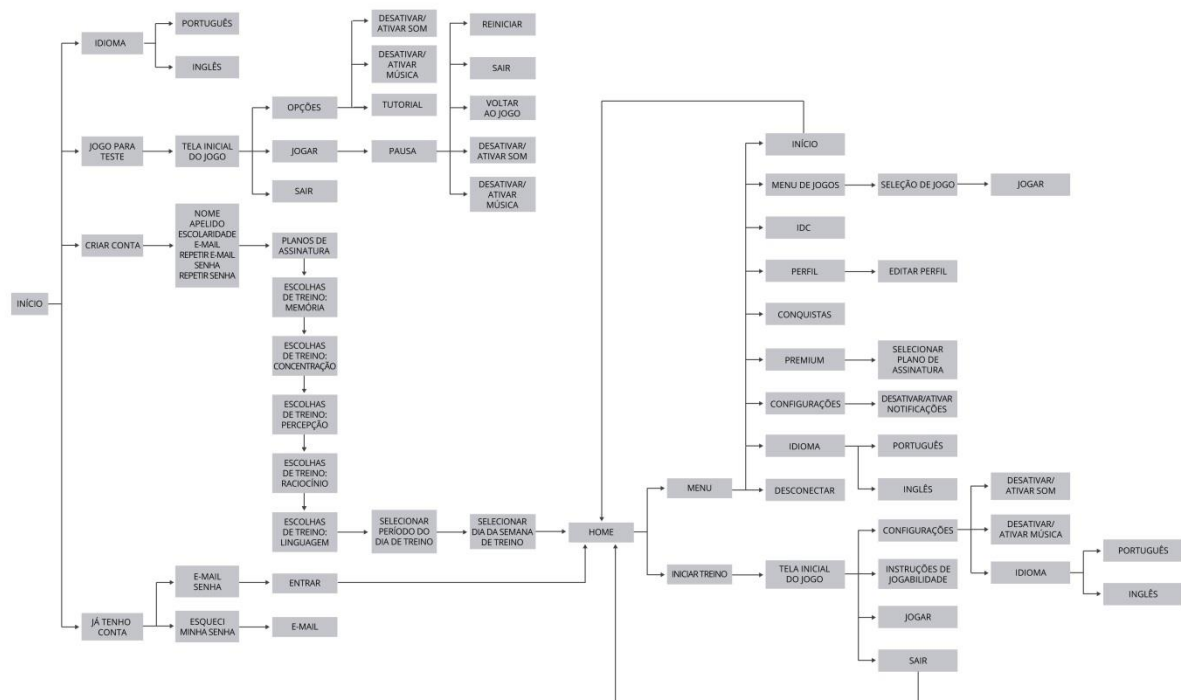 IDIOMA
PORTUGUÊS
INGLÊS
JOGO PARA
TESTE
TELA INICIAL
DO JOGO
OPÇÕES
DESATIVAR/
ATIVAR SOM
DESATIVAR/
ATIVAR
MÚSICA
TUTORIAL
JOGAR
PAUSA
REINICIAR
SAIR
VOLTAR
AO JOGO
DESATIVAR/
ATIVAR SOM
DESATIVAR/
ATIVAR
MÚSICA
SAIR
INÍCIO
CRIAR CONTA
NOME
APELIDO
ESCOLARIDADE
E-MAIL
REPETIR E-MAIL
SENHA
REPETIR SENHA
PLANOS DE
ASSINATURA
ESCOLHAS
DE TREINO:
MEMÓRIA
ESCOLHAS
DE TREINO:
CONCENTRAÇÃO
ESCOLHAS
DE TREINO:
PERCEPÇÃO
ESCOLHAS
DE TREINO:
RACIOCÍNIO
ESCOLHAS
DE TREINO:
LINGUAGEM
SELECIONAR
PERÍODO DO
DIA DE TREINO
SELECIONAR
DIA DA SEMANA
DE TREINO
JÁ TENHO
CONTA
E-MAIL
SENHA
ENTRAR
ESQUECI
MINHA SENHA
E-MAIL
HOME
MENU
INÍCIO
MENU DE JOGOS
SELEÇÃO DE JOGO
JOGAR
IDC
PERFIL
EDITAR PERFIL
CONQUISTAS
PREMIUM
SELECIONAR
PLANO DE
ASSINATURA
CONFIGURAÇÕES
DESATIVAR/ATIVAR
NOTIFICAÇÕES
IDIOMA
PORTUGUÊS
INGLÊS
DESCONECTAR
INICIAR TREINO
TELA INICIAL
DO JOGO
CONFIGURAÇÕES
DESATIVAR/
ATIVAR SOM
DESATIVAR/
ATIVAR MÚSICA
IDIOMA
PORTUGUÊS
INGLÊS
INSTRUÇÕES DE
JOGABILIDADE
JOGAR
SAIR